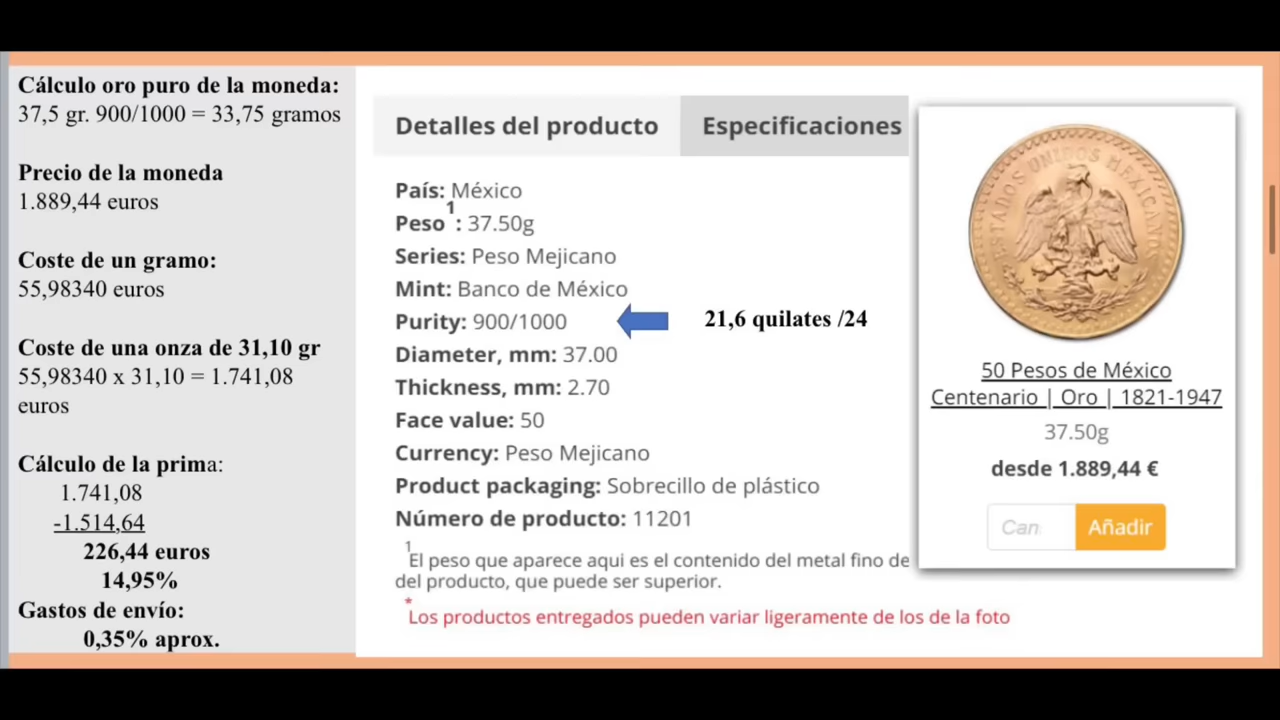 Cálculo oro puro de la moneda:
37,5 gr. 900/1000 = 33,75 gramos
Precio de la moneda
1.889,44 euros
Coste de un gramo:
55,98340 euros
Coste de una onza de 31,10 gr
55,98340 x 31,10 = 1.741,08
euros
Cálculo de la prima:
1.741,08
-1.514,64
226,44 euros
14,95%
Gastos de envío:
0,35% aprox.
Detalles del producto
Especificaciones
País: México
Peso 1: 37.50g
Series: Peso Mejicano
Mint: Banco de México
Purity: 900/1000
21,6 quilates /24
Diameter, mm: 37.00
Thickness, mm: 2.70
Face value: 50
Currency: Peso Mejicano
Product packaging: Sobrecillo de plástico
Número de producto: 11201
1El peso que aparece aqui es el contenido del metal fino de
del producto, que puede ser superior.
*Los productos entregados pueden variar ligeramente de los de la foto
ESTADOS UNIDOS MEXICANOS
50 Pesos de México
Centenario | Oro | 1821-1947
37.50g
desde 1.889,44 €
Can
Añadir